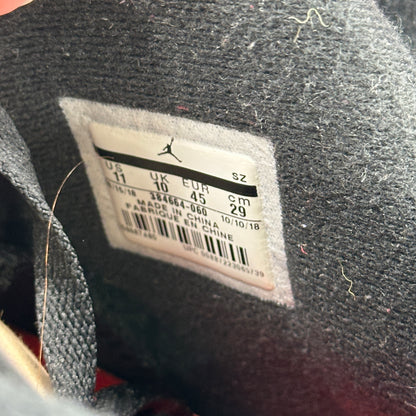 SZ
US UK EUR cm
11 10 45 29
384664-060
10/10/18
MADE IN CHINA
FABRIQUE EN CHINE